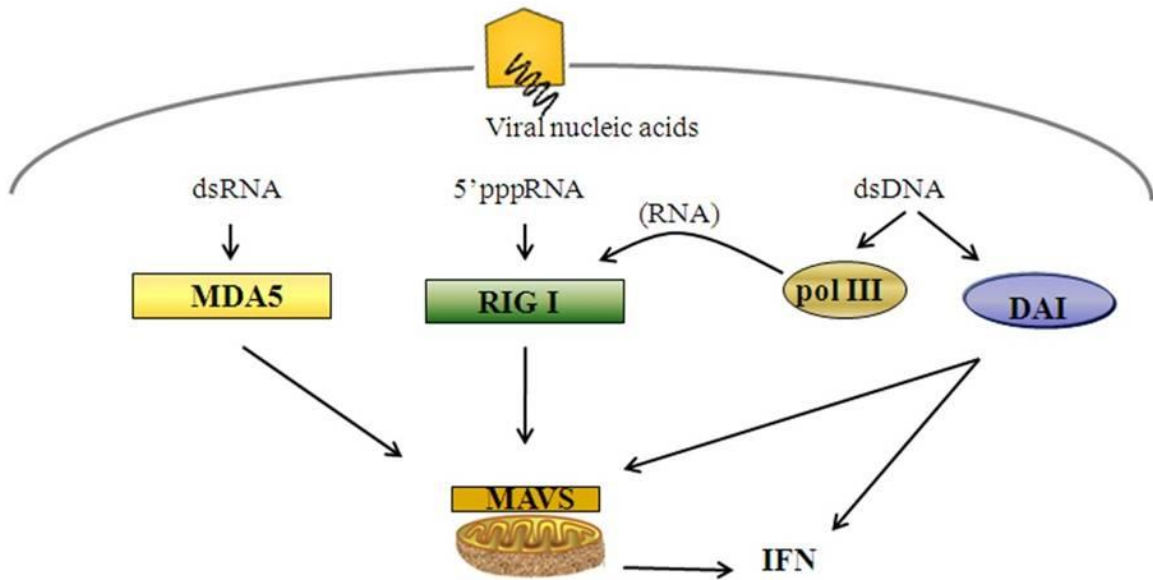 Viral nucleic acids
dsRNA
5’pppRNA
dsDNA
(RNA)
MDA5
RIG I
pol III
DAI
MAVS
IFN